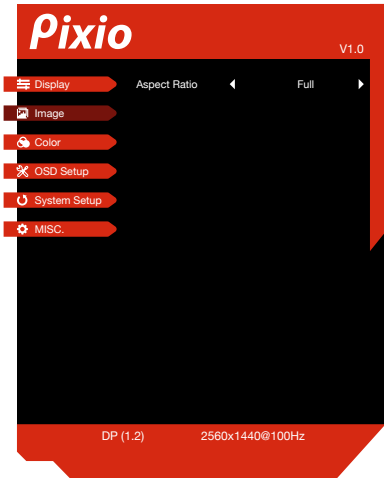 Pixio
V1.0
Display
Aspect Ratio Full
Image
Color
OSD Setup
System Setup
MISC.
DP (1.2) 2560x1440@100Hz